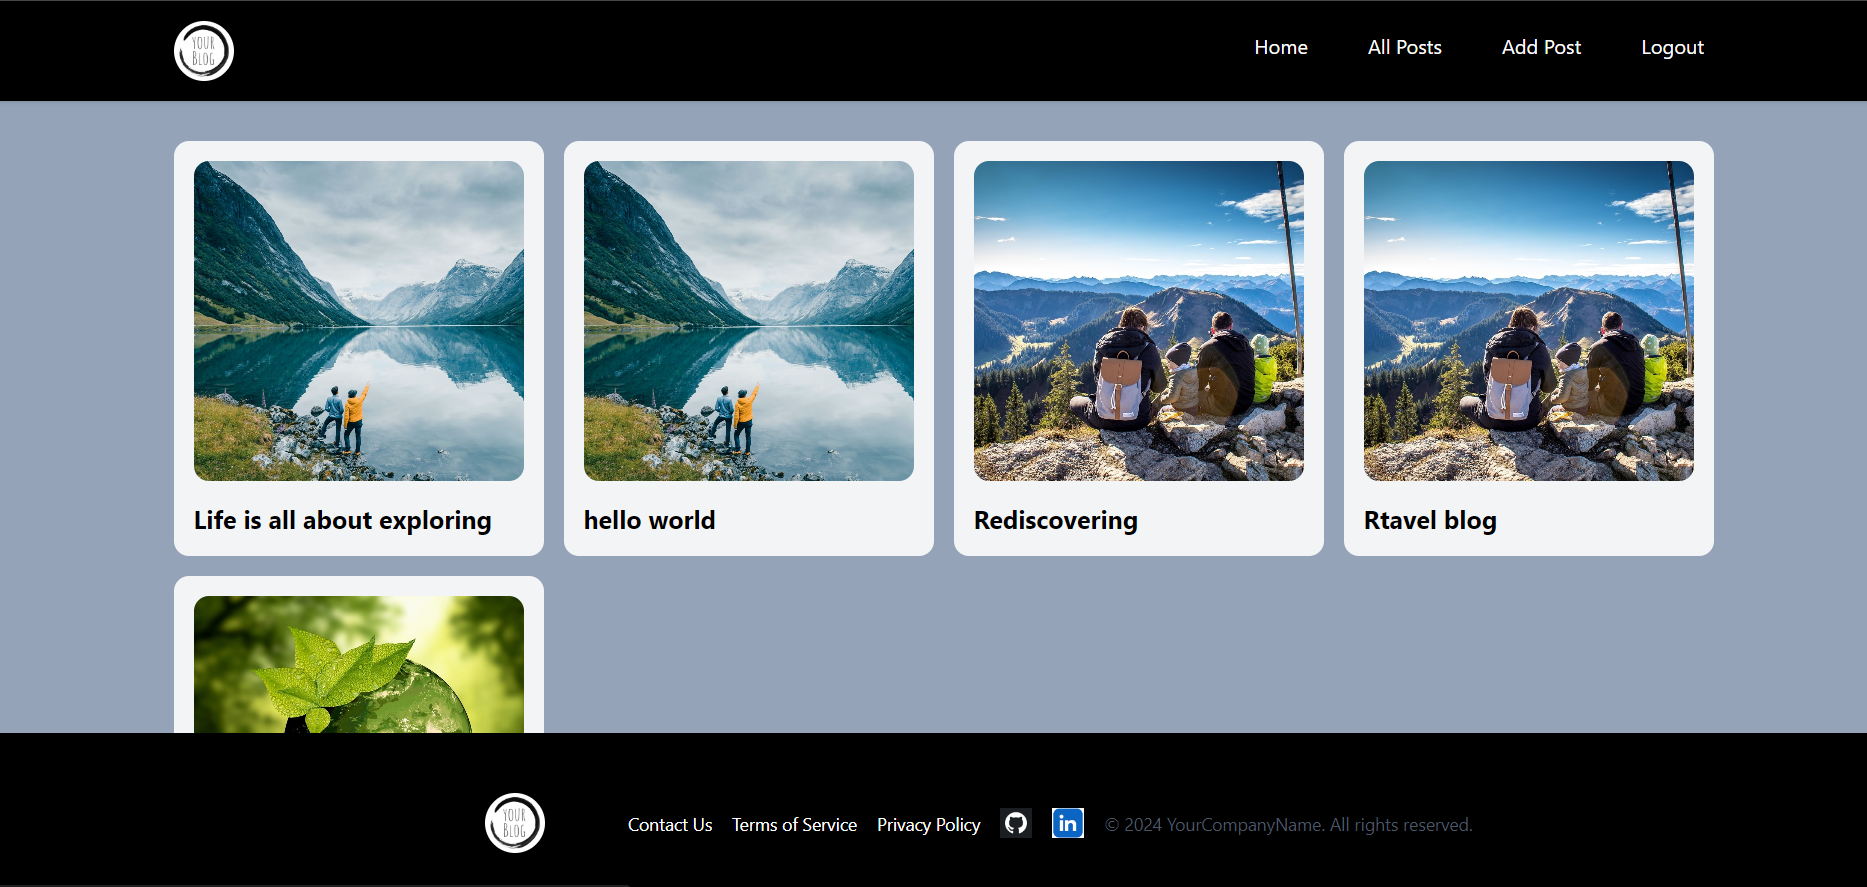 YOUR
BLOG
Home
All Posts
Add Post
Logout
Life is all about exploring
hello world
Rediscovering
Rtavel blog
YOUR
BLOG
Contact Us
Terms of Service
Privacy Policy
in
© 2024 YourCompanyName. All rights reserved.